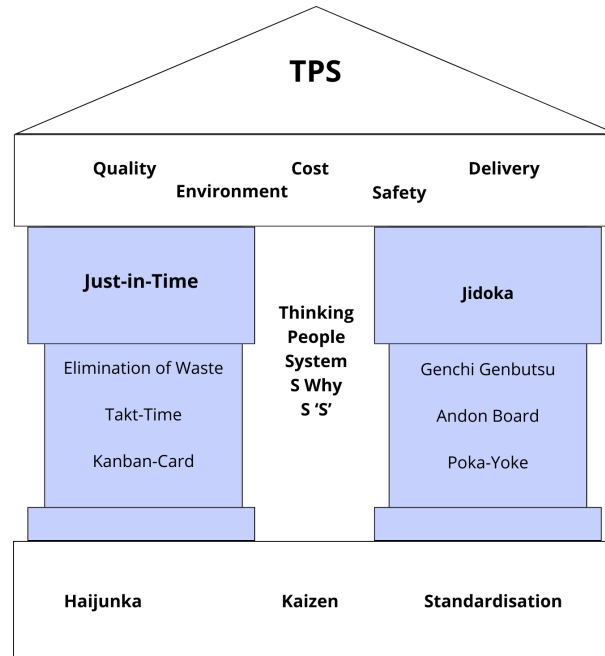 TPS
Quality Cost Delivery
Environment Safety
Just-in-Time
Elimination of Waste
Takt-Time
Kanban-Card
Thinking
People
System
S Why
S ‘S’
Jidoka
Genchi Genbutsu
Andon Board
Poka-Yoke
Haijunka Kaizen Standardisation